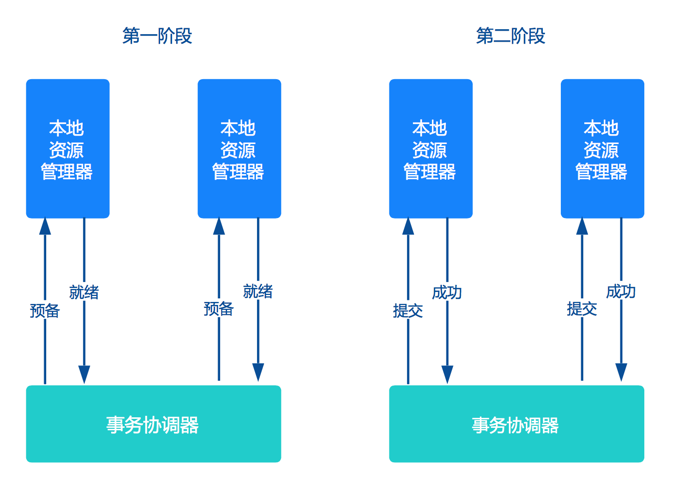 第一阶段
第二阶段
本地
资源
管理器
本地
资源
管理器
本地
资源
管理器
本地
资源
管理器
预备
就绪
预备
就绪
提交
成功
提交
成功
事务协调器
事务协调器